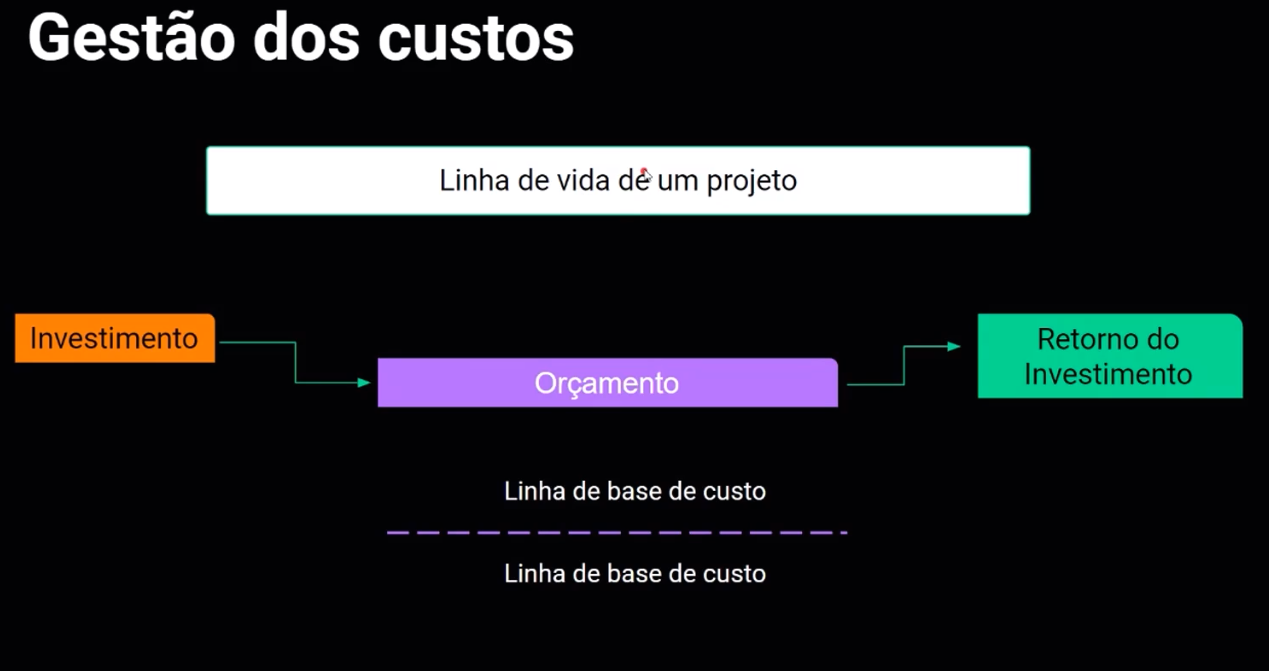 Gestão dos custos
Linha de vida de um projeto
Investimento
Orçamento
Retorno do
Investimento
Linha de base de custo
Linha de base de custo